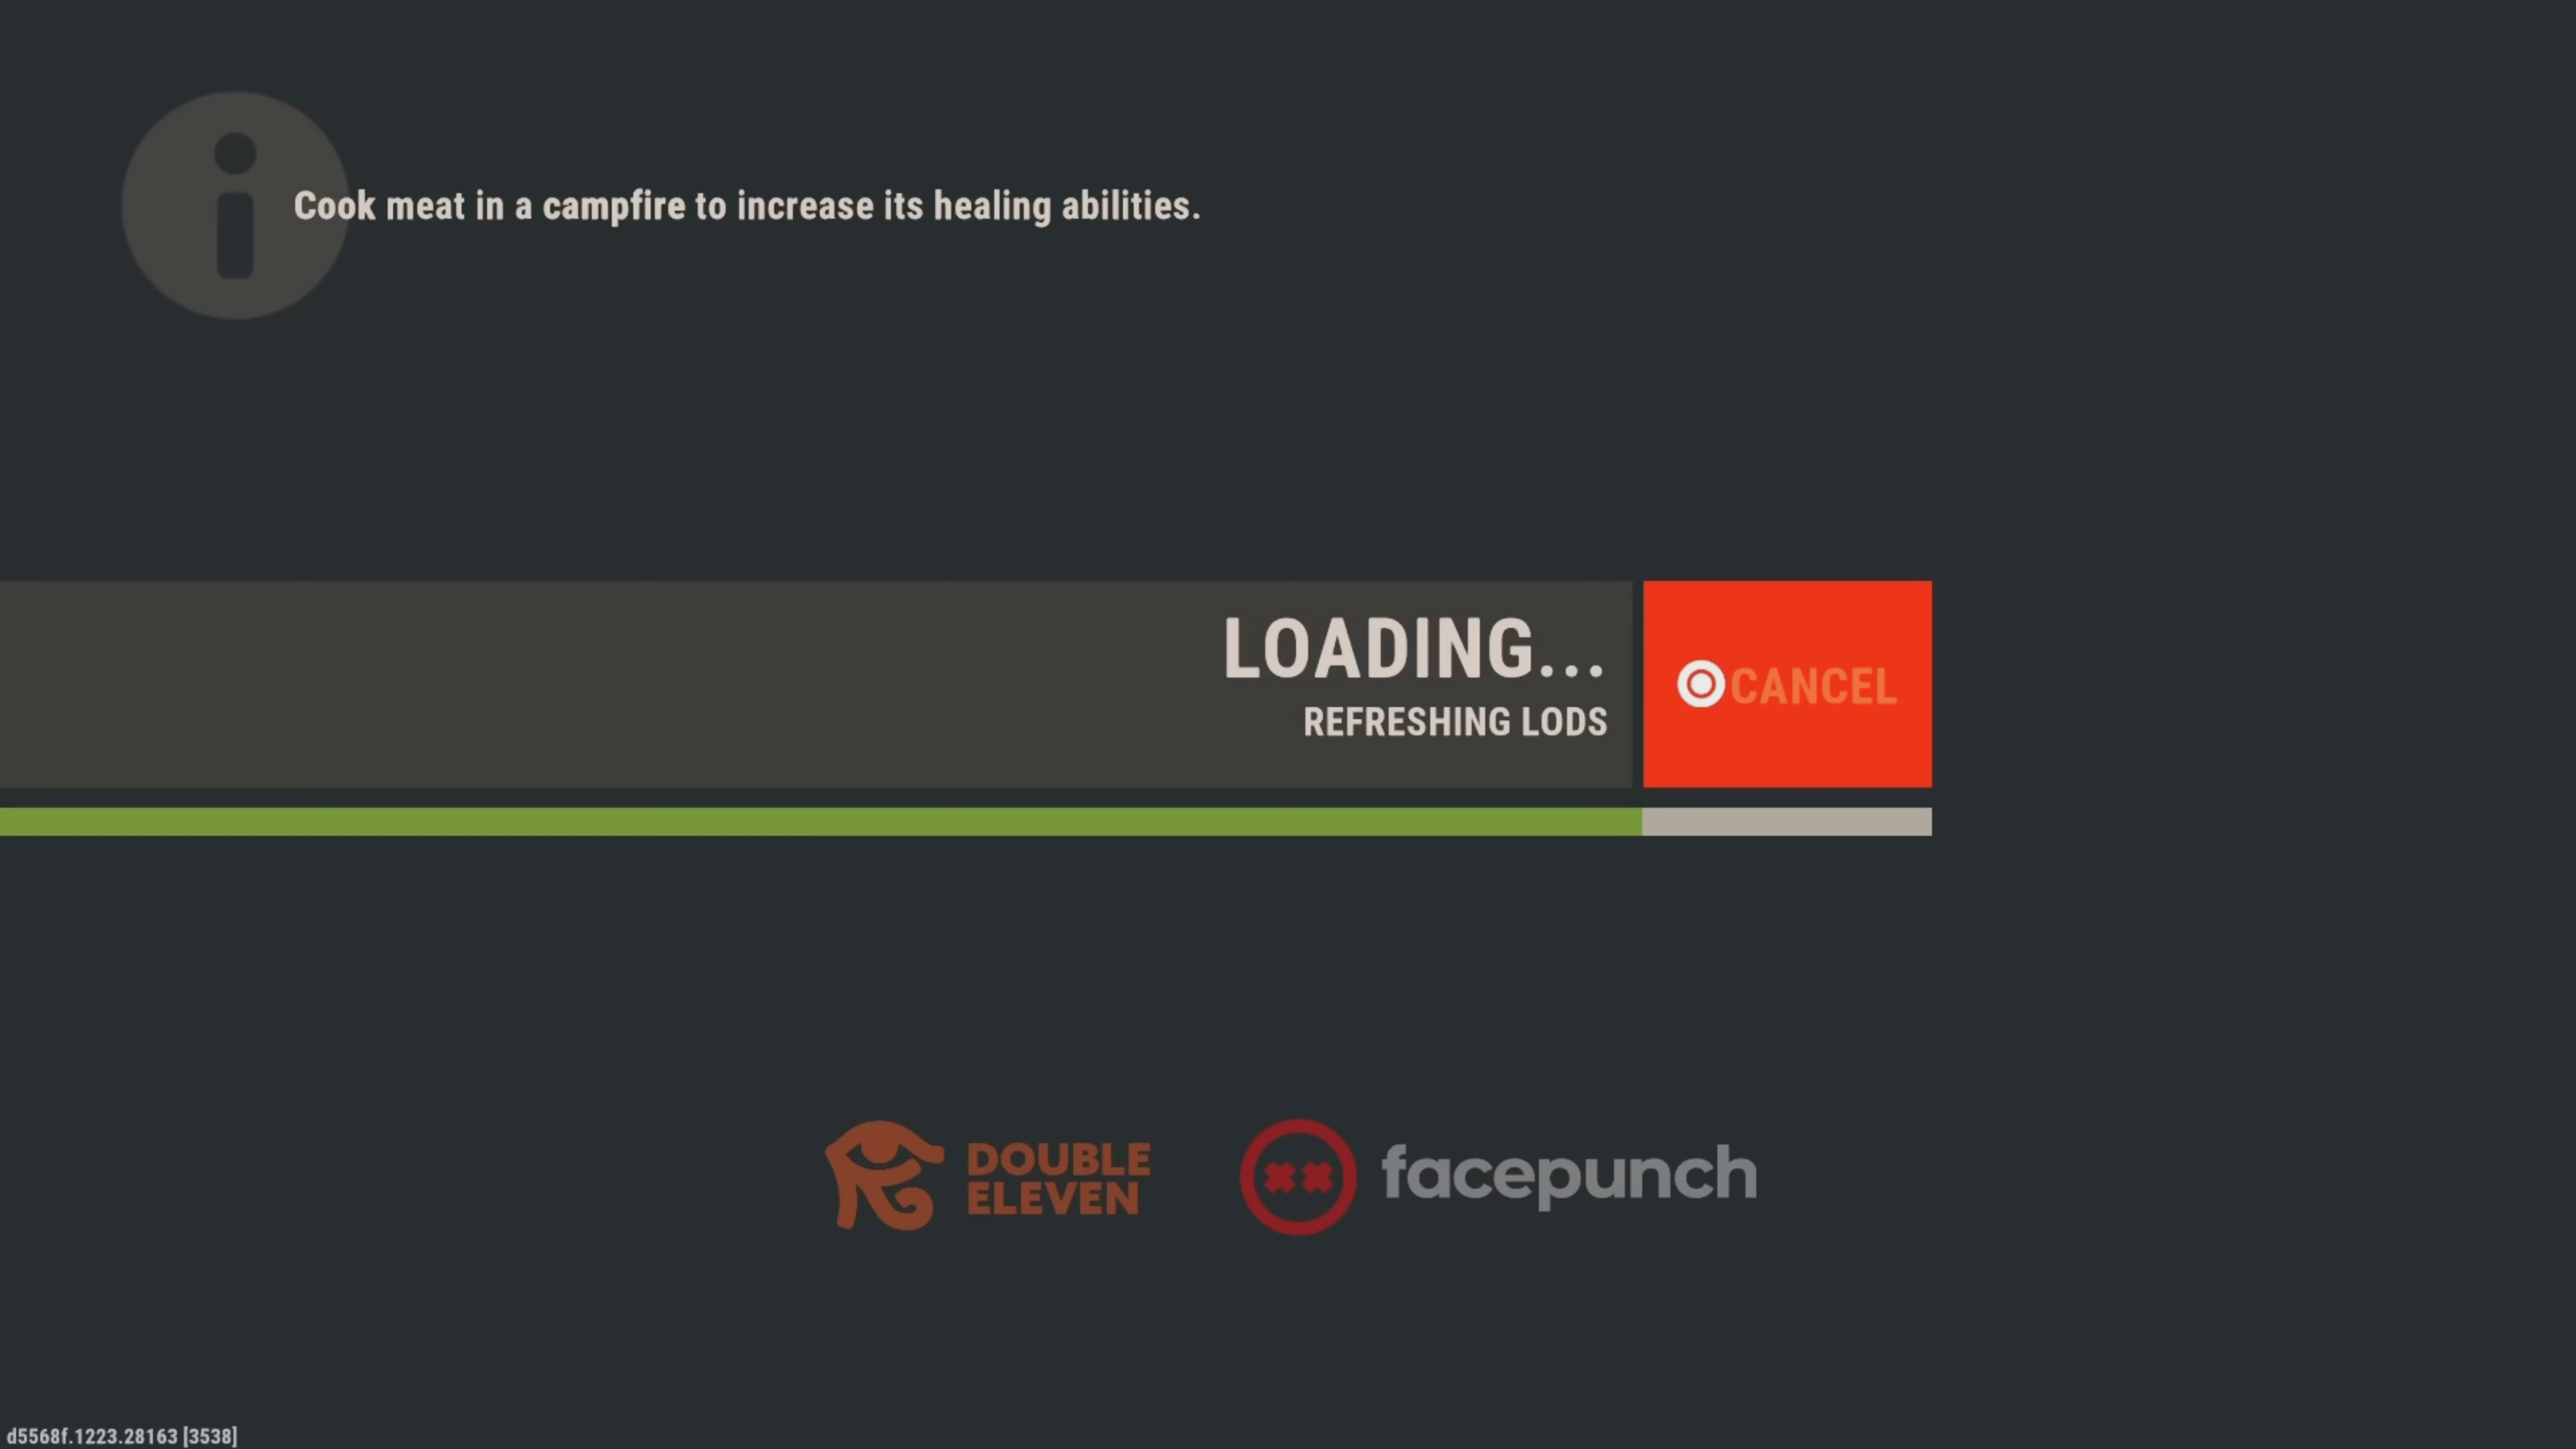 Cook meat in a campfire to increase its healing abilities.
LOADING...
REFRESHING LODS
CANCEL
DOUBLE
ELEVEN
facepunch
d5568f.1223.28163 [3538]